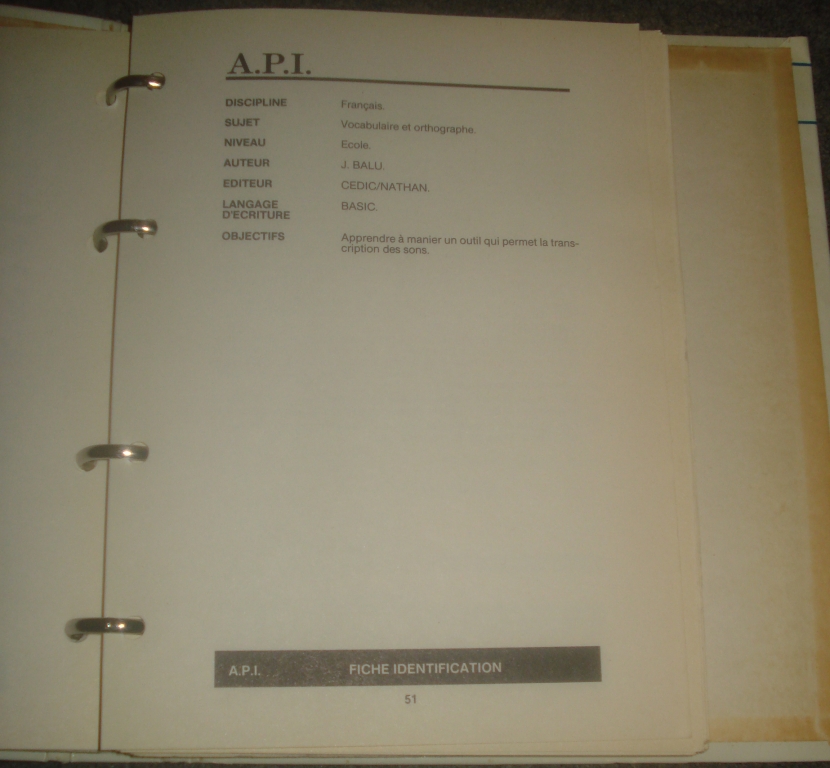 A.P.I.
DISCIPLINE Français.
SUJET Vocabulaire et orthographe.
NIVEAU Ecole.
AUTEUR J. BALU.
EDITEUR CEDIC/NATHAN.
LANGAGE BASIC.
D'ECRITURE
OBJECTIFS Apprendre à manier un outil qui permet la trans-
cription des sons.
A.P.I. FICHE IDENTIFICATION
51